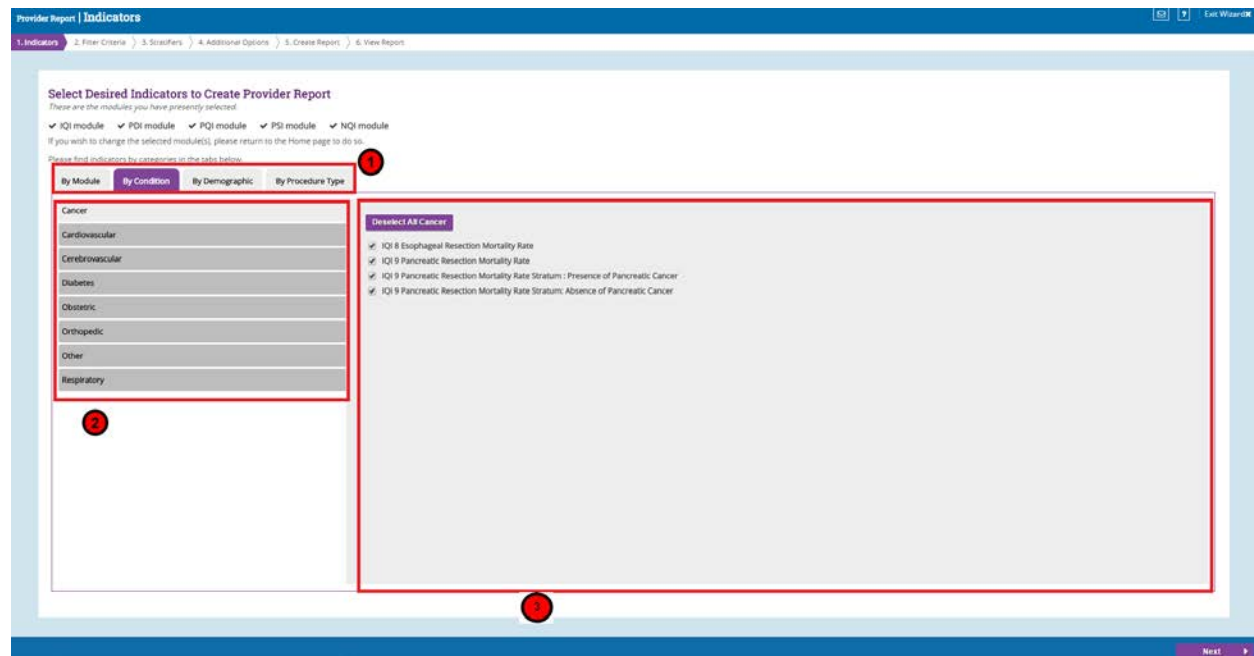 Provider Report | Indicators
? Exit Wizard✖
1. Indicators 2. Filter Criteria 3. Stratifiers 4. Additional Options 5. Create Report 6. View Report
Select Desired Indicators to Create Provider Report
These are the modules you have presently selected.
✔ IQI module ✔ PDI module ✔ PQI module ✔ PSI module ✔ NQI module
If you wish to change the selected module(s), please return to the Home page to do so.
Please find indicators by categories in the tabs below.
1
By Module By Condition By Demographic By Procedure Type
Cancer
Cardiovascular
Cerebrovascular
Diabetes
Obstetric
Orthopedic
Other
Respiratory
2
Deselect All Cancer
IQI 8 Esophageal Resection Mortality Rate
IQI 9 Pancreatic Resection Mortality Rate
IQI 9 Pancreatic Resection Mortality Rate Stratum : Presence of Pancreatic Cancer
IQI 9 Pancreatic Resection Mortality Rate Stratum: Absence of Pancreatic Cancer
3
Next